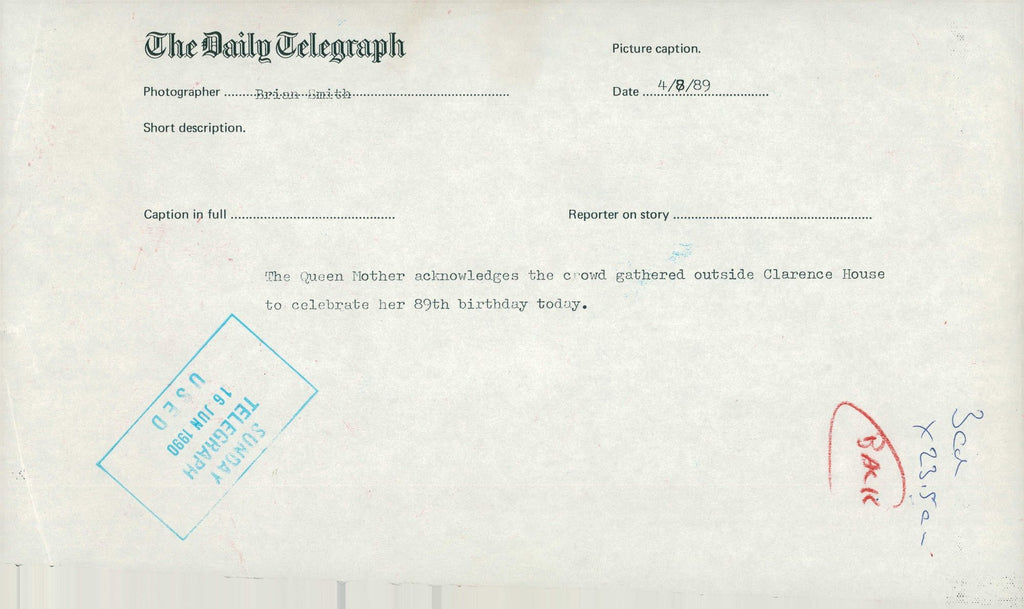 The Daily Telegraph
Picture caption.
Photographer ........Brian Smith........
Date ....4/8/89....
Short description.
Caption in full ............................................
Reporter on story .....................................................
The Queen Mother acknowledges the crowd gathered outside Clarence House
to celebrate her 89th birthday today.
SUNDAY
TELEGRAPH
16 JUN 1990
USED
BACK
x 23.5